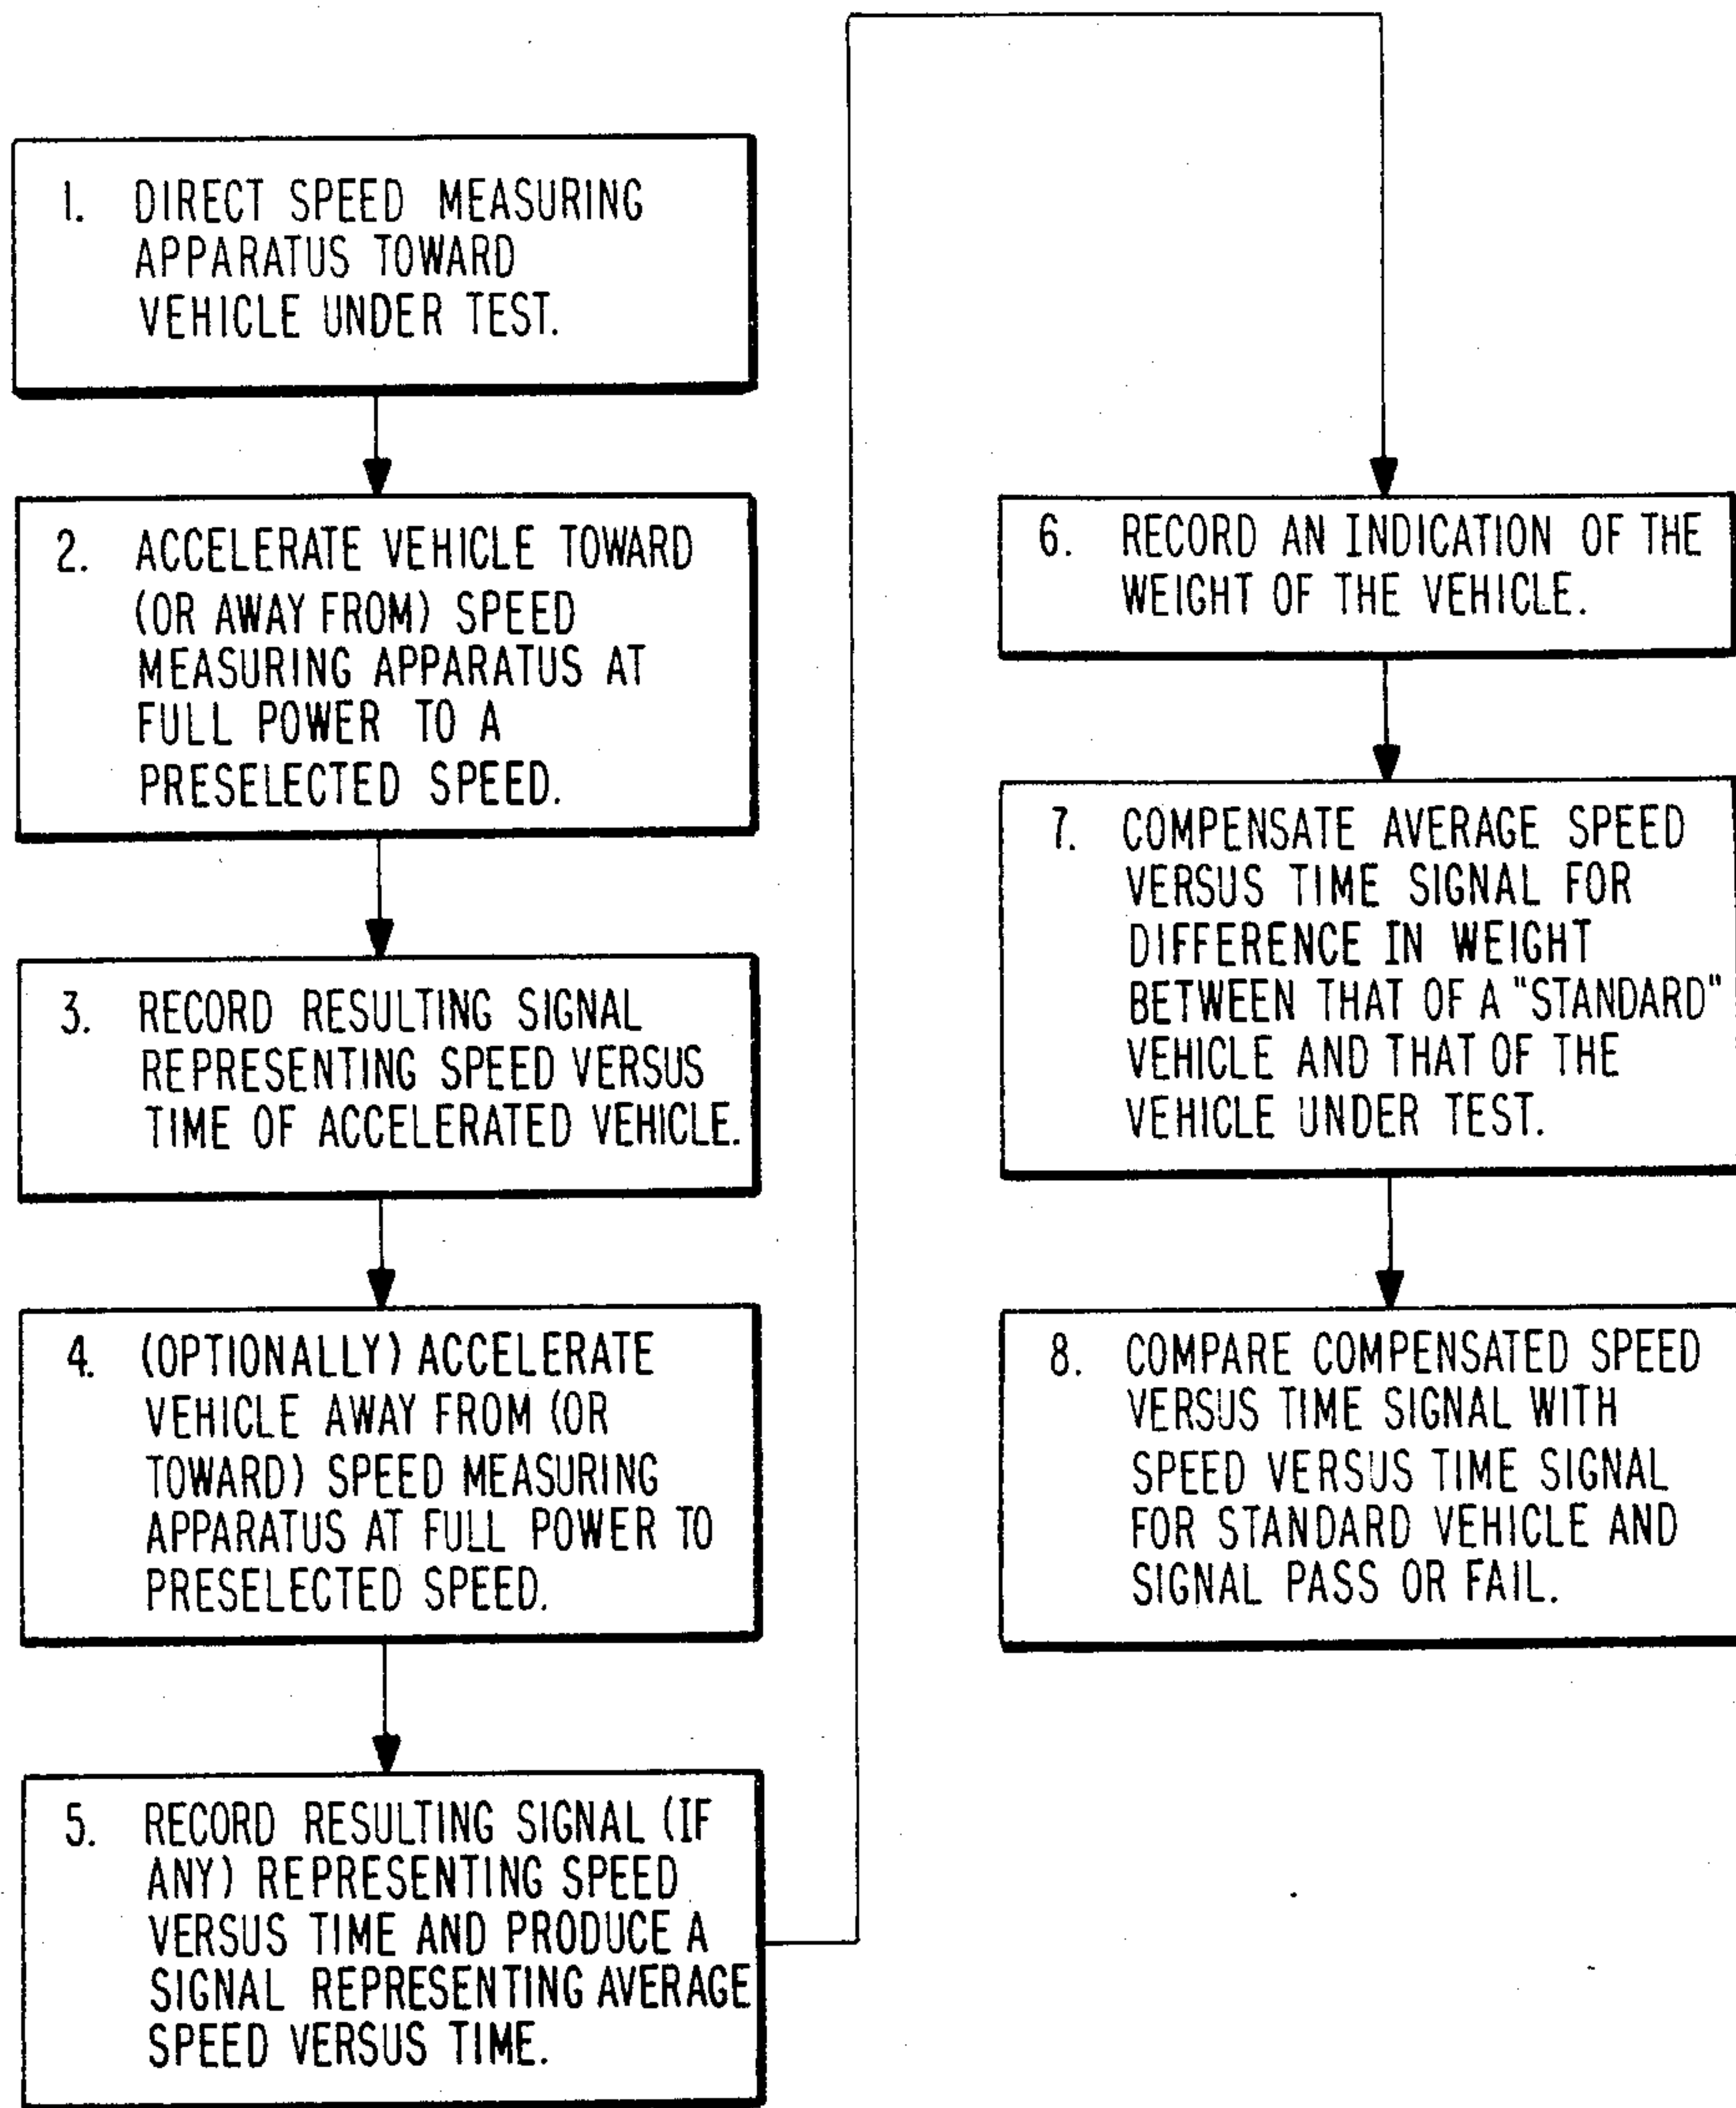 1. DIRECT SPEED MEASURING
APPARATUS TOWARD
VEHICLE UNDER TEST.
2. ACCELERATE VEHICLE TOWARD
(OR AWAY FROM) SPEED
MEASURING APPARATUS AT
FULL POWER TO A
PRESELECTED SPEED.
3. RECORD RESULTING SIGNAL
REPRESENTING SPEED VERSUS
TIME OF ACCELERATED VEHICLE.
4. (OPTIONALLY) ACCELERATE
VEHICLE AWAY FROM (OR
TOWARD) SPEED MEASURING
APPARATUS AT FULL POWER TO
PRESELECTED SPEED.
5. RECORD RESULTING SIGNAL (IF
ANY) REPRESENTING SPEED
VERSUS TIME AND PRODUCE A
SIGNAL REPRESENTING AVERAGE
SPEED VERSUS TIME.
6. RECORD AN INDICATION OF THE
WEIGHT OF THE VEHICLE.
7. COMPENSATE AVERAGE SPEED
VERSUS TIME SIGNAL FOR
DIFFERENCE IN WEIGHT
BETWEEN THAT OF A "STANDARD"
VEHICLE AND THAT OF THE
VEHICLE UNDER TEST.
8. COMPARE COMPENSATED SPEED
VERSUS TIME SIGNAL WITH
SPEED VERSUS TIME SIGNAL
FOR STANDARD VEHICLE AND
SIGNAL PASS OR FAIL.